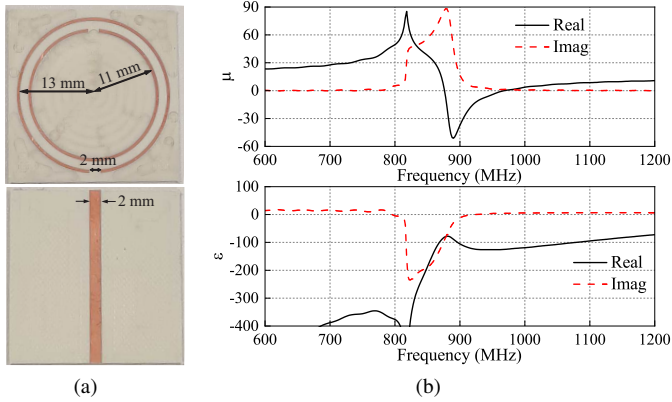 13 mm
11 mm
2 mm
2 mm
(a)
90
60
30
0
-30
-60
μ
Real
Imag
600 700 800 900 1000 1100 1200
Frequency (MHz)
100
0
-100
-200
-300
-400
ε
Real
Imag
600 700 800 900 1000 1100 1200
Frequency (MHz)
(b)